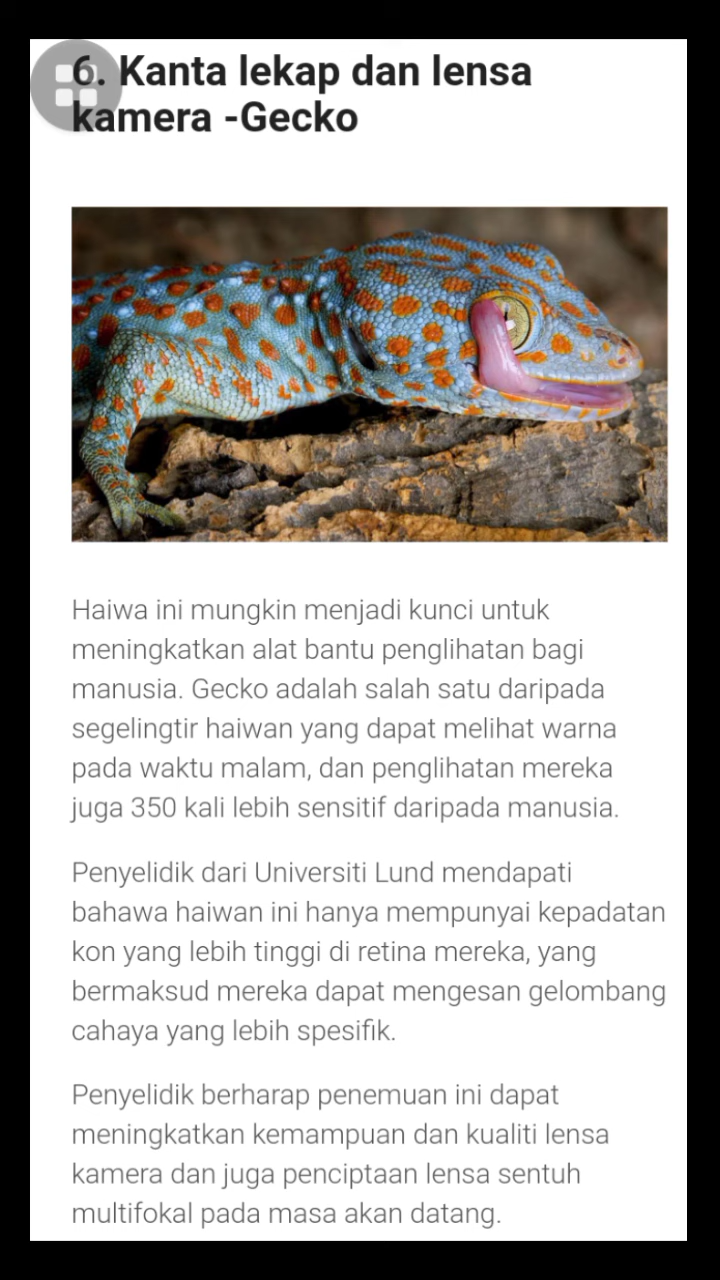 6. Kanta lekap dan lensa
kamera -Gecko
Haiwa ini mungkin menjadi kunci untuk
meningkatkan alat bantu penglihatan bagi
manusia. Gecko adalah salah satu daripada
segelingtir haiwan yang dapat melihat warna
pada waktu malam, dan penglihatan mereka
juga 350 kali lebih sensitif daripada manusia.
Penyelidik dari Universiti Lund mendapati
bahawa haiwan ini hanya mempunyai kepadatan
kon yang lebih tinggi di retina mereka, yang
bermaksud mereka dapat mengesan gelombang
cahaya yang lebih spesifik.
Penyelidik berharap penemuan ini dapat
meningkatkan kemampuan dan kualiti lensa
kamera dan juga penciptaan lensa sentuh
multifokal pada masa akan datang.